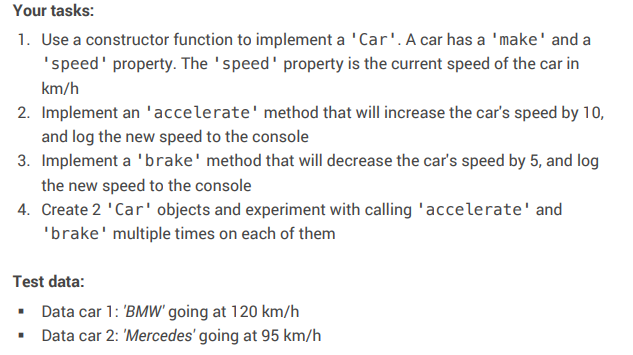 Your tasks:
1. Use a constructor function to implement a 'Car'. A car has a 'make' and a
'speed' property. The 'speed' property is the current speed of the car in
km/h
2. Implement an 'accelerate' method that will increase the car's speed by 10,
and log the new speed to the console
3. Implement a 'brake' method that will decrease the car's speed by 5, and log
the new speed to the console
4. Create 2 'Car' objects and experiment with calling 'accelerate' and
'brake' multiple times on each of them
Test data:
▪ Data car 1: 'BMW' going at 120 km/h
▪ Data car 2: 'Mercedes' going at 95 km/h